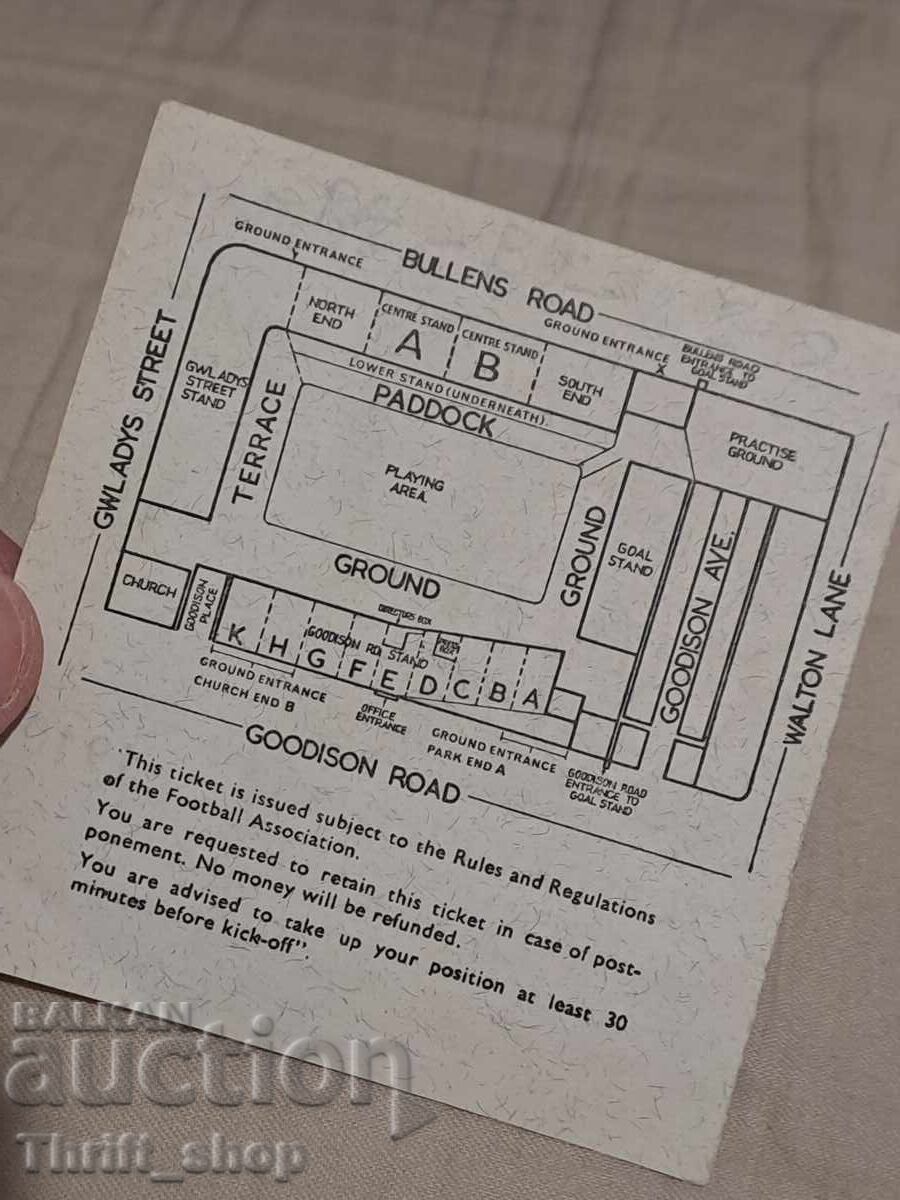 GROUND ENTRANCE
BULLENS ROAD
GROUND ENTRANCE
BULLENS ROAD
ENTRANCE TO
GOAL STAND
NORTH
END
CENTRE STAND
A
CENTRE STAND
B
SOUTH
END
LOWER STAND (UNDERNEATH).
PADDOCK
GWLADYS STREET
GWLADYS
STREET
STAND
TERRACE
PLAYING
AREA
PRACTISE
GROUND
GROUND
GOAL
STAND
GOODISON AVE.
WALTON LANE
GROUND
CHURCH
GOODISON
PLACE
DIRECTORS BOX
PRESS
BOX
GOODISON RD STAND
K H G F E D C B A
GROUND ENTRANCE
CHURCH END B
OFFICE
ENTRANCE
GROUND ENTRANCE
PARK END A
GOODISON ROAD
ENTRANCE TO
GOAL STAND
GOODISON ROAD
"This ticket is issued subject to the Rules and Regulations
of the Football Association.
You are requested to retain this ticket in case of post-
ponement. No money will be refunded.
You are advised to take up your position at least 30
minutes before kick-off".
BALKAN
auction
Thrift_shop